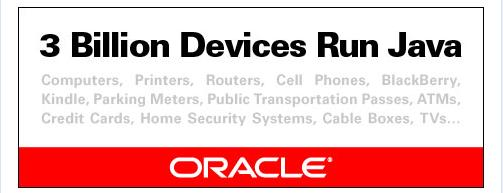 3 Billion Devices Run Java
Computers, Printers, Routers, Cell Phones, BlackBerry,
Kindle, Parking Meters, Public Transportation Passes, ATMs,
Credit Cards, Home Security Systems, Cable Boxes, TVs...
ORACLE®